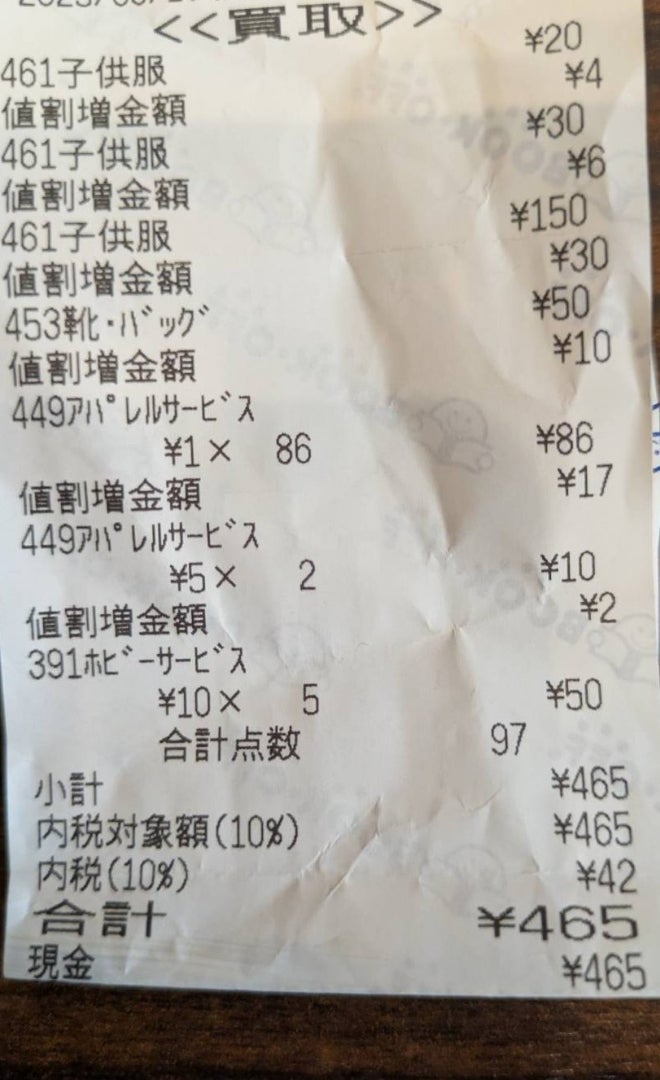 <<買取>>
461子供服 ¥20
値割増金額 ¥4
461子供服 ¥30
値割増金額 ¥6
461子供服 ¥150
値割増金額 ¥30
453靴・ﾊﾞｯｸﾞ ¥50
値割増金額 ¥10
449ｱﾊﾟﾚﾙｻｰﾋﾞｽ
¥1× 86 ¥86
値割増金額 ¥17
449ｱﾊﾟﾚﾙｻｰﾋﾞｽ
¥5× 2 ¥10
値割増金額 ¥2
391ﾎﾋﾞｰｻｰﾋﾞｽ
¥10× 5 ¥50
合計点数 97
小計 ¥465
内税対象額(10%) ¥465
内税(10%) ¥42
合計 ¥465
現金 ¥465